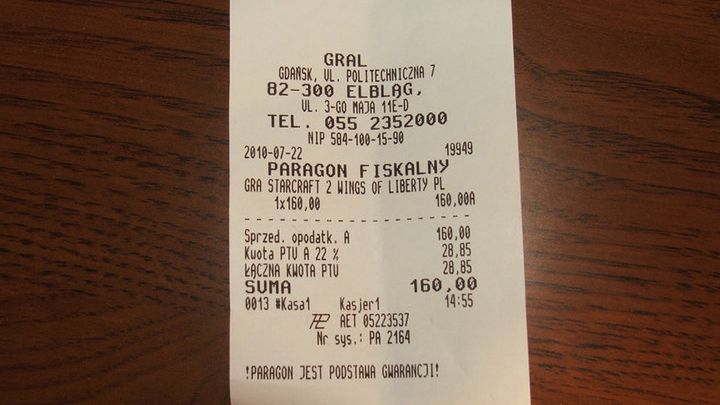 GRAL
GDAŃSK, UL. POLITECHNICZNA 7
82-300 ELBLĄG,
UL. 3-GO MAJA 11E-D
TEL. 055 2352000
NIP 584-100-15-90
2010-07-22 19949
PARAGON FISKALNY
GRA STARCRAFT 2 WINGS OF LIBERTY PL
1x160,00 160,00A
Sprzed. opodatk. A 160,00
Kwota PTU A 22 % 28,85
ŁĄCZNA KWOTA PTU 28,85
SUMA 160,00
0013 #Kasa1 Kasjer1 14:55
AET 05223537
Nr sys.: PA 2164
!PARAGON JEST PODSTAWA GWARANCJI!